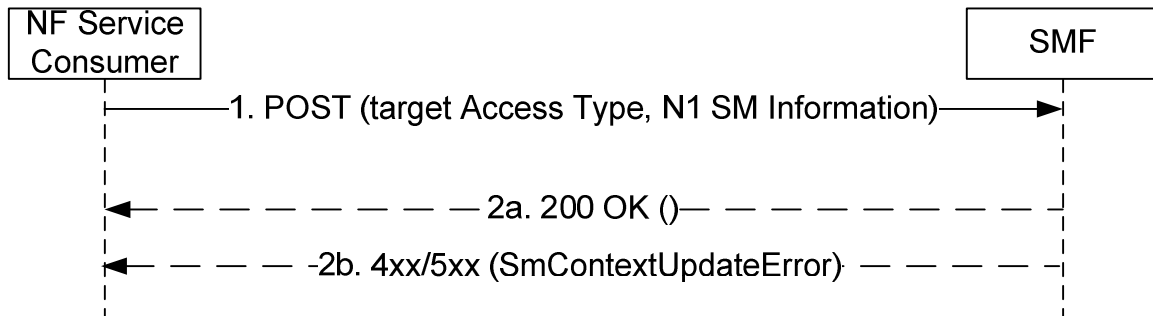 NF Service
Consumer
SMF
1. POST (target Access Type, N1 SM Information)
2a. 200 OK ()
2b. 4xx/5xx (SmContextUpdateError)